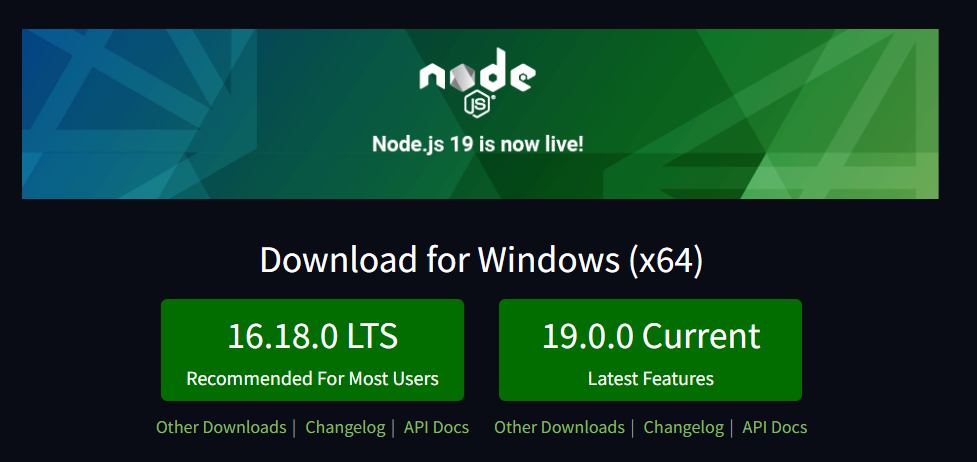 node
JS
Node.js 19 is now live!
Download for Windows (x64)
16.18.0 LTS
Recommended For Most Users
Other Downloads | Changelog | API Docs
19.0.0 Current
Latest Features
Other Downloads | Changelog | API Docs